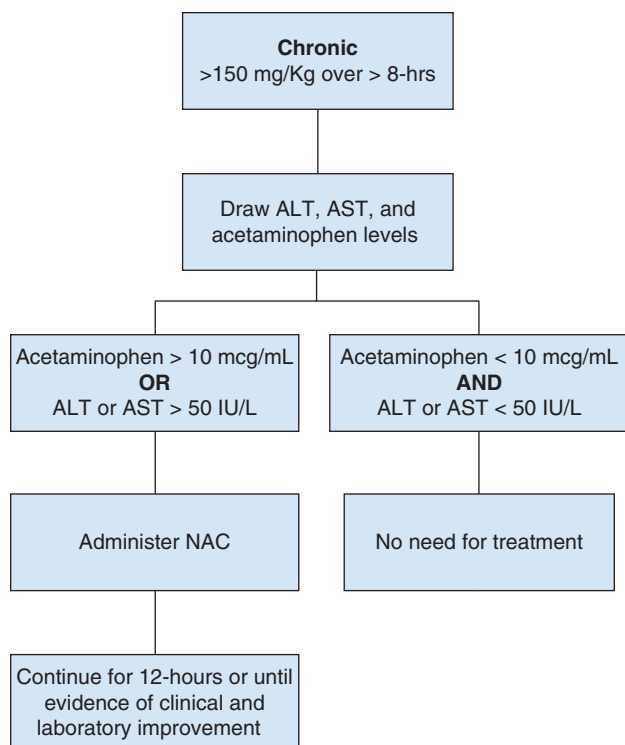 Chronic
>150 mg/Kg over > 8-hrs
Draw ALT, AST, and
acetaminophen levels
Acetaminophen > 10 mcg/mL
OR
ALT or AST > 50 IU/L
Acetaminophen < 10 mcg/mL
AND
ALT or AST < 50 IU/L
Administer NAC
No need for treatment
Continue for 12-hours or until
evidence of clinical and
laboratory improvement